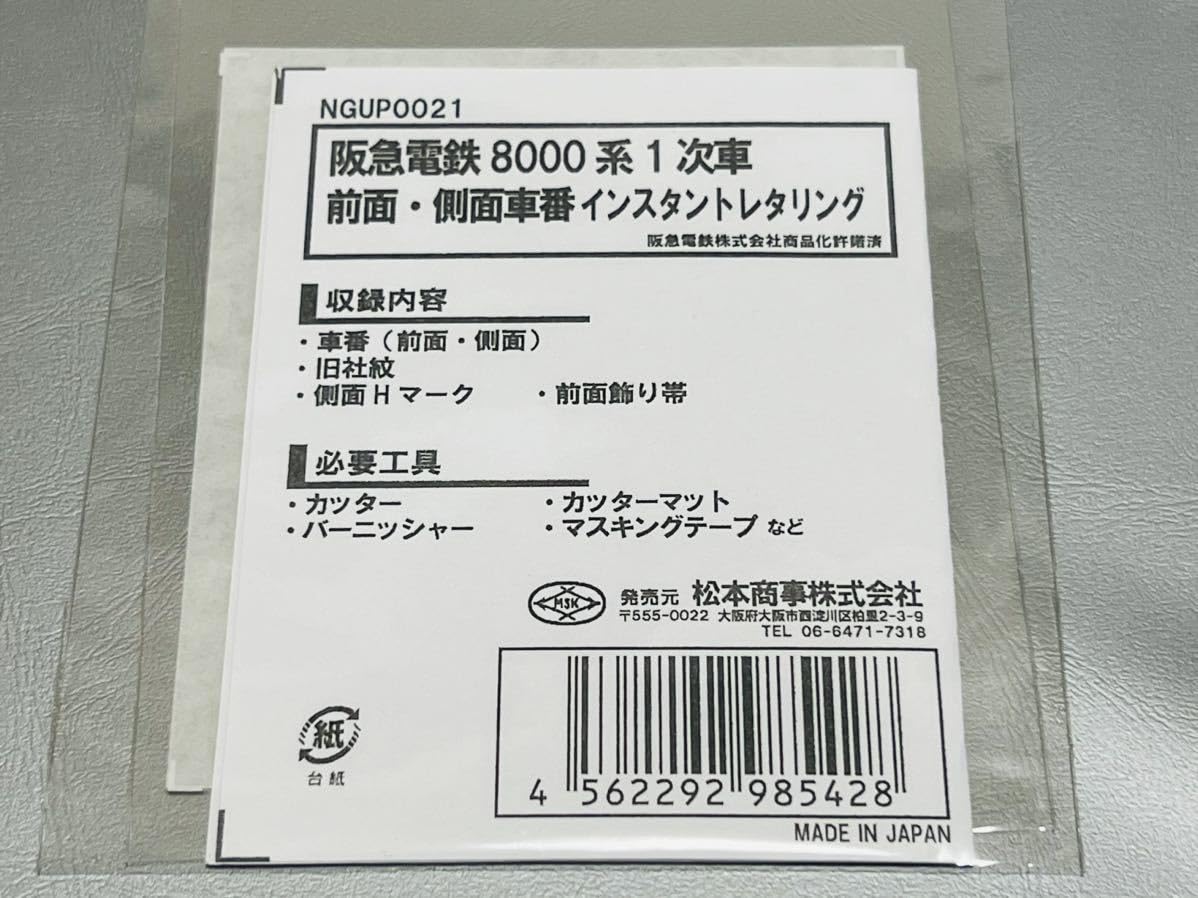 NGUP0021
阪急電鉄8000系1次車
前面・側面車番インスタントレタリング
阪急電鉄株式会社商品化許諾済
収録内容
・車番（前面・側面）
・旧社紋
・側面Hマーク ・前面飾り帯
必要工具
・カッター ・カッターマット
・バーニッシャー ・マスキングテープ など
MSK 発売元 松本商事株式会社
〒555-0022 大阪府大阪市西淀川区柏里2-3-9
TEL 06-6471-7318
紙
台紙
4 562292 985428
MADE IN JAPAN